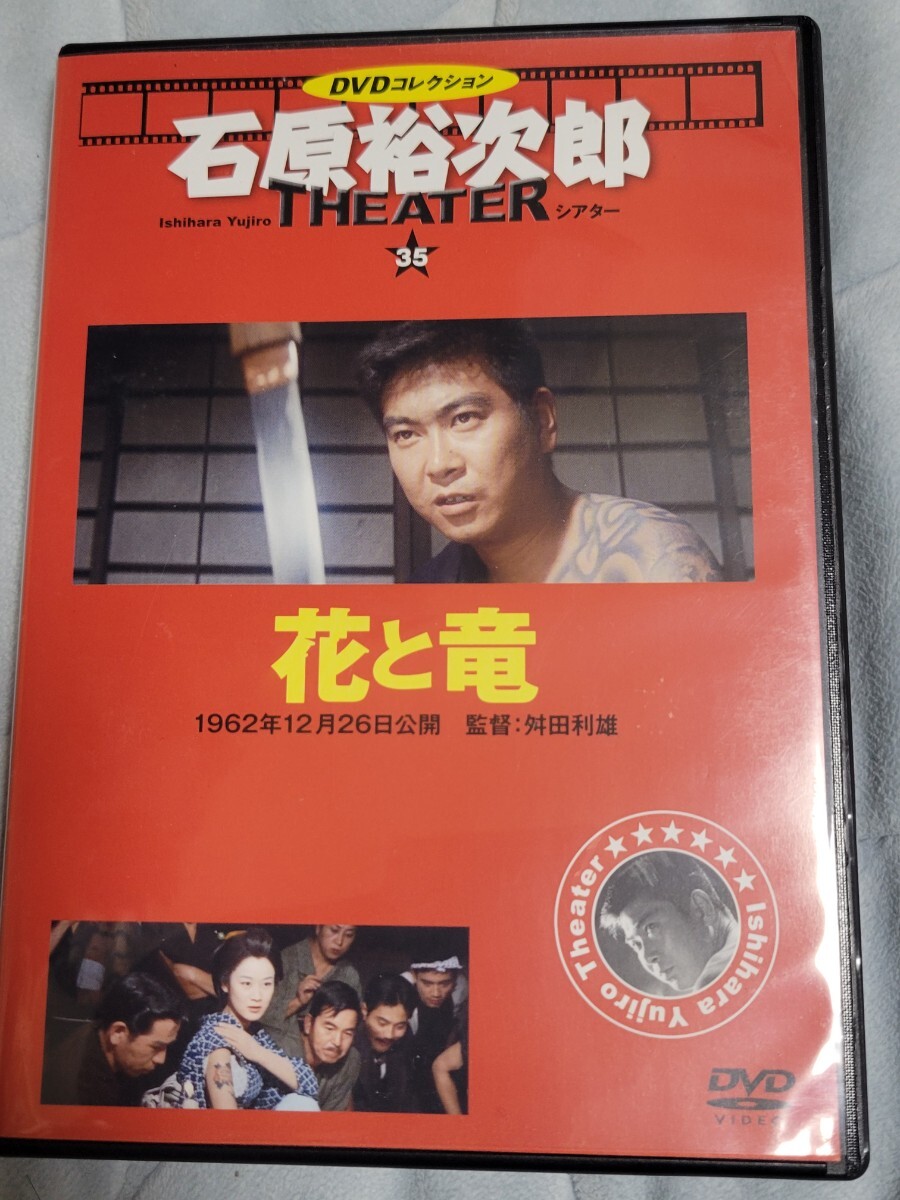 DVDコレクション
石原裕次郎
Ishihara Yujiro THEATER シアター
35
花と竜
1962年12月26日公開 監督:舛田利雄
Ishihara Yujiro Theater
DVD
VIDEO